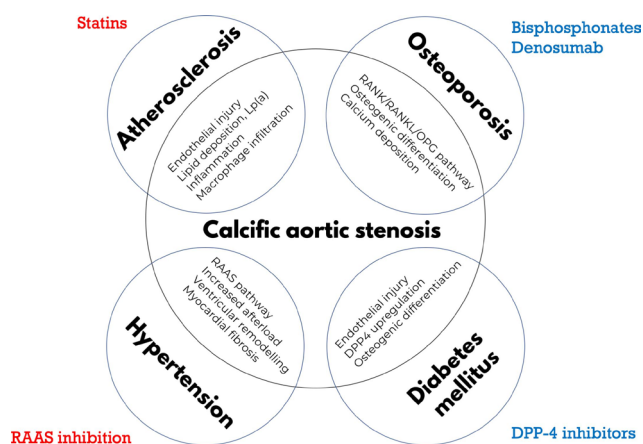 Statins
Bisphosphonates
Denosumab
Atherosclerosis
Endothelial injury
Lipid deposition, Lp(a)
Inflammation
Macrophage infiltration
Osteoporosis
RANK/RANKL/OPG pathway
Osteogenic differentiation
Calcium deposition
Calcific aortic stenosis
Hypertension
RAAS pathway
Increased afterload
Ventricular remodelling
Myocardial fibrosis
Endothelial injury
DPP4 upregulation
Osteogenic differentiation
Diabetes
mellitus
RAAS inhibition
DPP-4 inhibitors